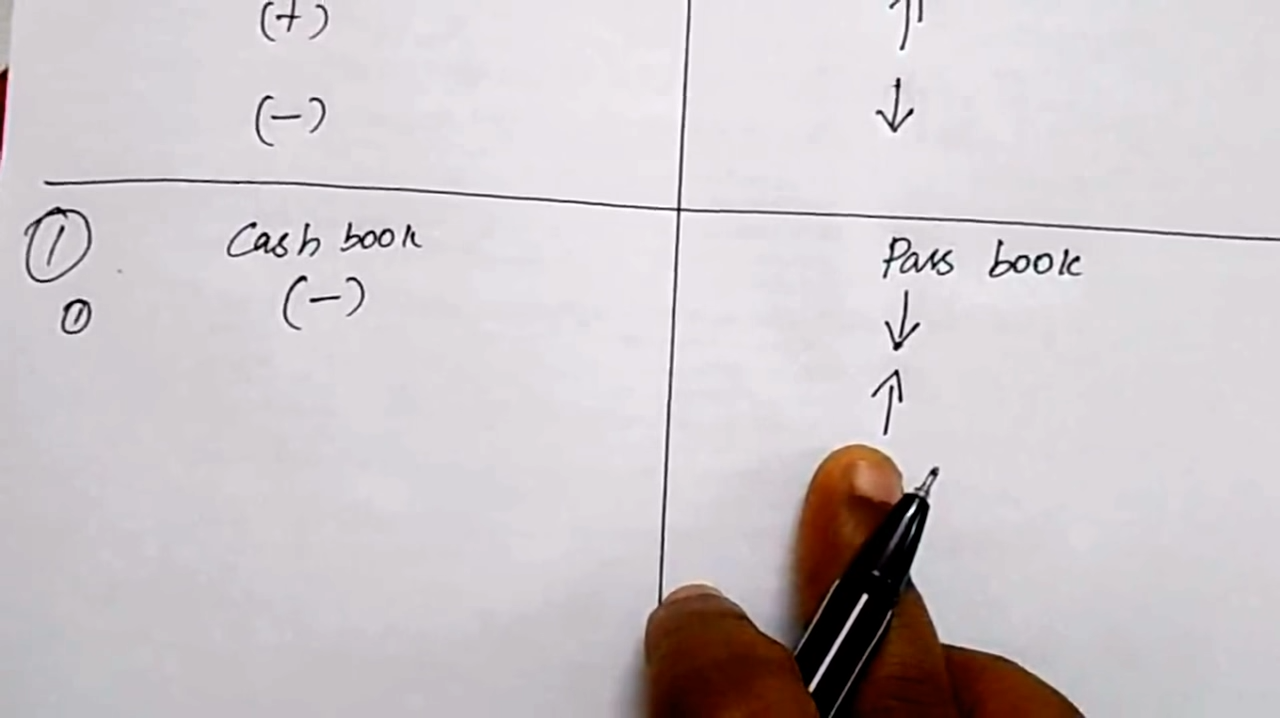 (+) ↑
(-) ↓
① Cash book Pass book
① (-) ↓
↑